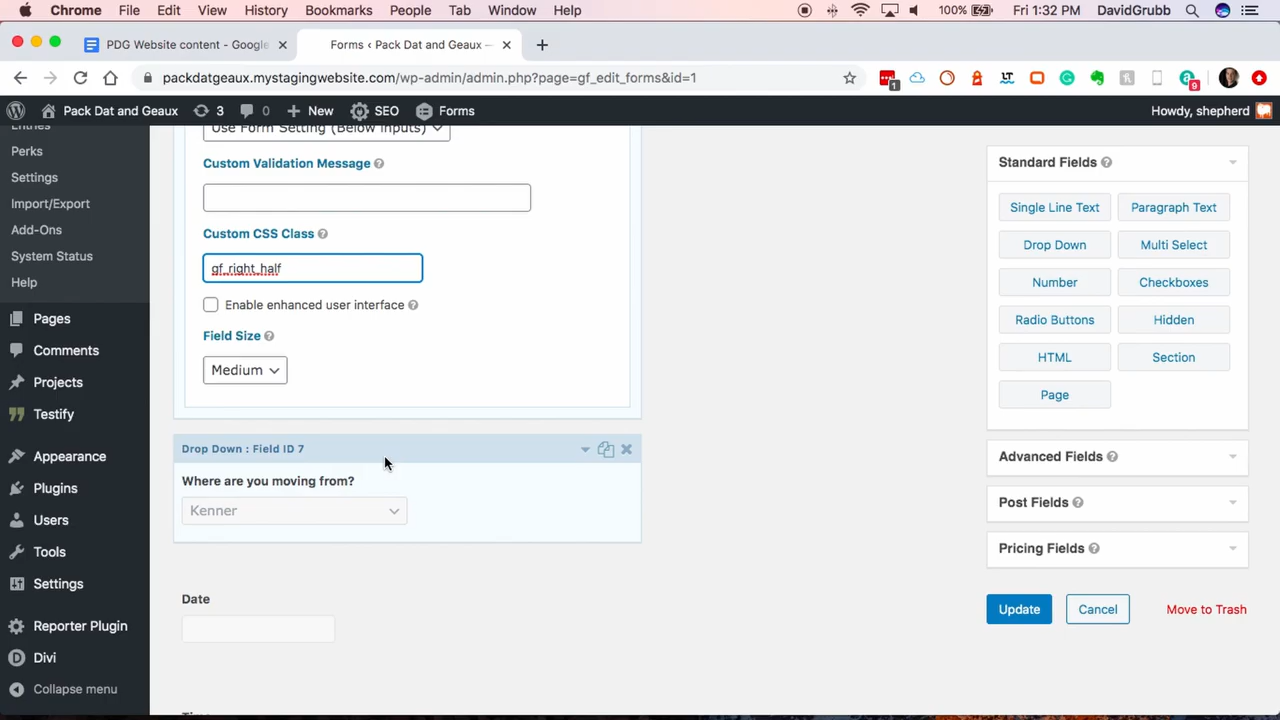 Chrome File Edit View History Bookmarks People Tab Window Help 100% Fri 1:32 PM DavidGrubb
PDG Website content - Google
Forms ‹ Pack Dat and Geaux —
packdatgeaux.mystagingwebsite.com/wp-admin/admin.php?page=gf_edit_forms&id=1
1
9
Pack Dat and Geaux 3 0 New SEO Forms Howdy, shepherd
Entries
Perks
Settings
Import/Export
Add-Ons
System Status
Help
Pages
Comments
Projects
Testify
Appearance
Plugins
Users
Tools
Settings
Reporter Plugin
Divi
Collapse menu
Use Form Setting (Below Inputs)
Custom Validation Message
Custom CSS Class
gf_right_half
Enable enhanced user interface
Field Size
Medium
Drop Down : Field ID 7
Where are you moving from?
Kenner
Date
Standard Fields
Single Line Text Paragraph Text
Drop Down Multi Select
Number Checkboxes
Radio Buttons Hidden
HTML Section
Page
Advanced Fields
Post Fields
Pricing Fields
Update Cancel Move to Trash